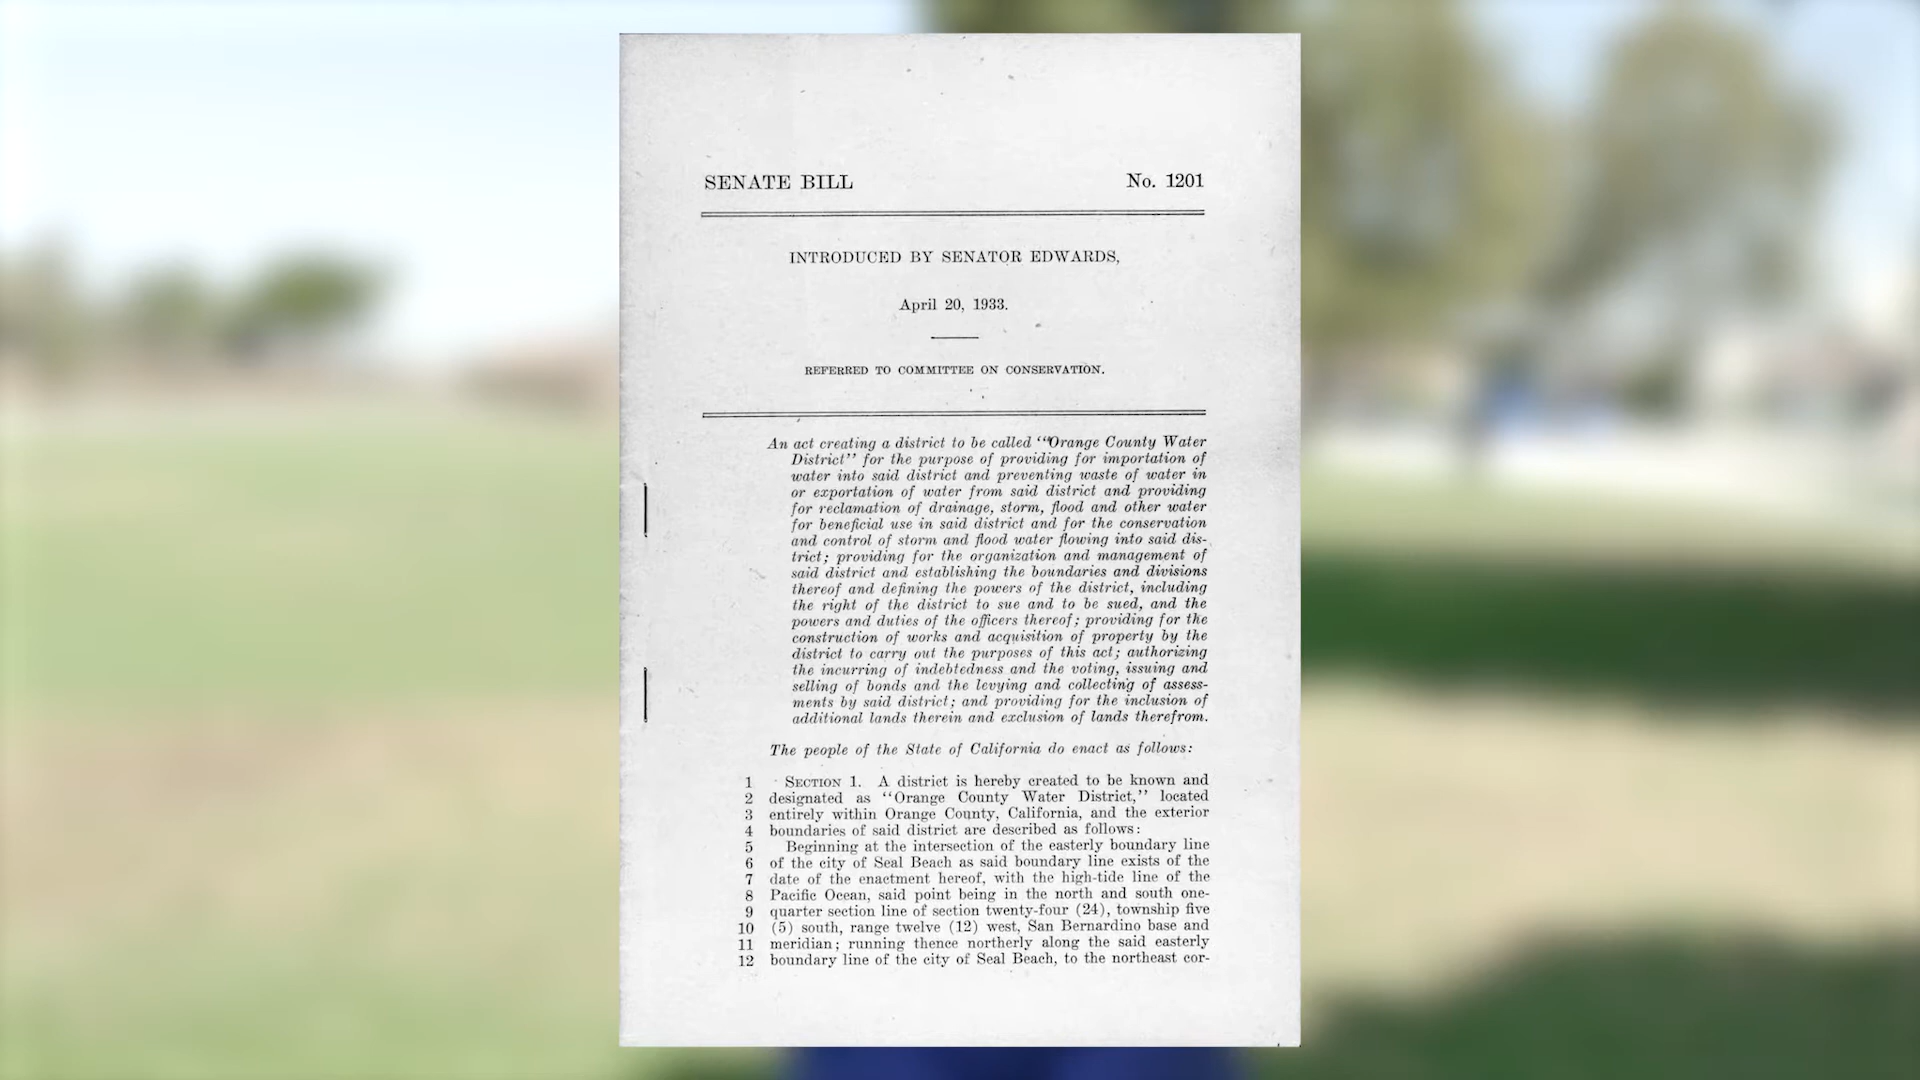 SENATE BILL No. 1201
INTRODUCED BY SENATOR EDWARDS,
April 20, 1933.
REFERRED TO COMMITTEE ON CONSERVATION.
An act creating a district to be called "Orange County Water
District" for the purpose of providing for importation of
water into said district and preventing waste of water in
or exportation of water from said district and providing
for reclamation of drainage, storm, flood and other water
for beneficial use in said district and for the conservation
and control of storm and flood water flowing into said dis-
trict; providing for the organization and management of
said district and establishing the boundaries and divisions
thereof and defining the powers of the district, including
the right of the district to sue and to be sued, and the
powers and duties of the officers thereof; providing for the
construction of works and acquisition of property by the
district to carry out the purposes of this act; authorizing
the incurring of indebtedness and the voting, issuing and
selling of bonds and the levying and collecting of assess-
ments by said district; and providing for the inclusion of
additional lands therein and exclusion of lands therefrom.
The people of the State of California do enact as follows:
1 SECTION 1. A district is hereby created to be known and
2 designated as "Orange County Water District," located
3 entirely within Orange County, California, and the exterior
4 boundaries of said district are described as follows:
5 Beginning at the intersection of the easterly boundary line
6 of the city of Seal Beach as said boundary line exists of the
7 date of the enactment hereof, with the high-tide line of the
8 Pacific Ocean, said point being in the north and south one-
9 quarter section line of section twenty-four (24), township five
10 (5) south, range twelve (12) west, San Bernardino base and
11 meridian; running thence northerly along the said easterly
12 boundary line of the city of Seal Beach, to the northeast cor-